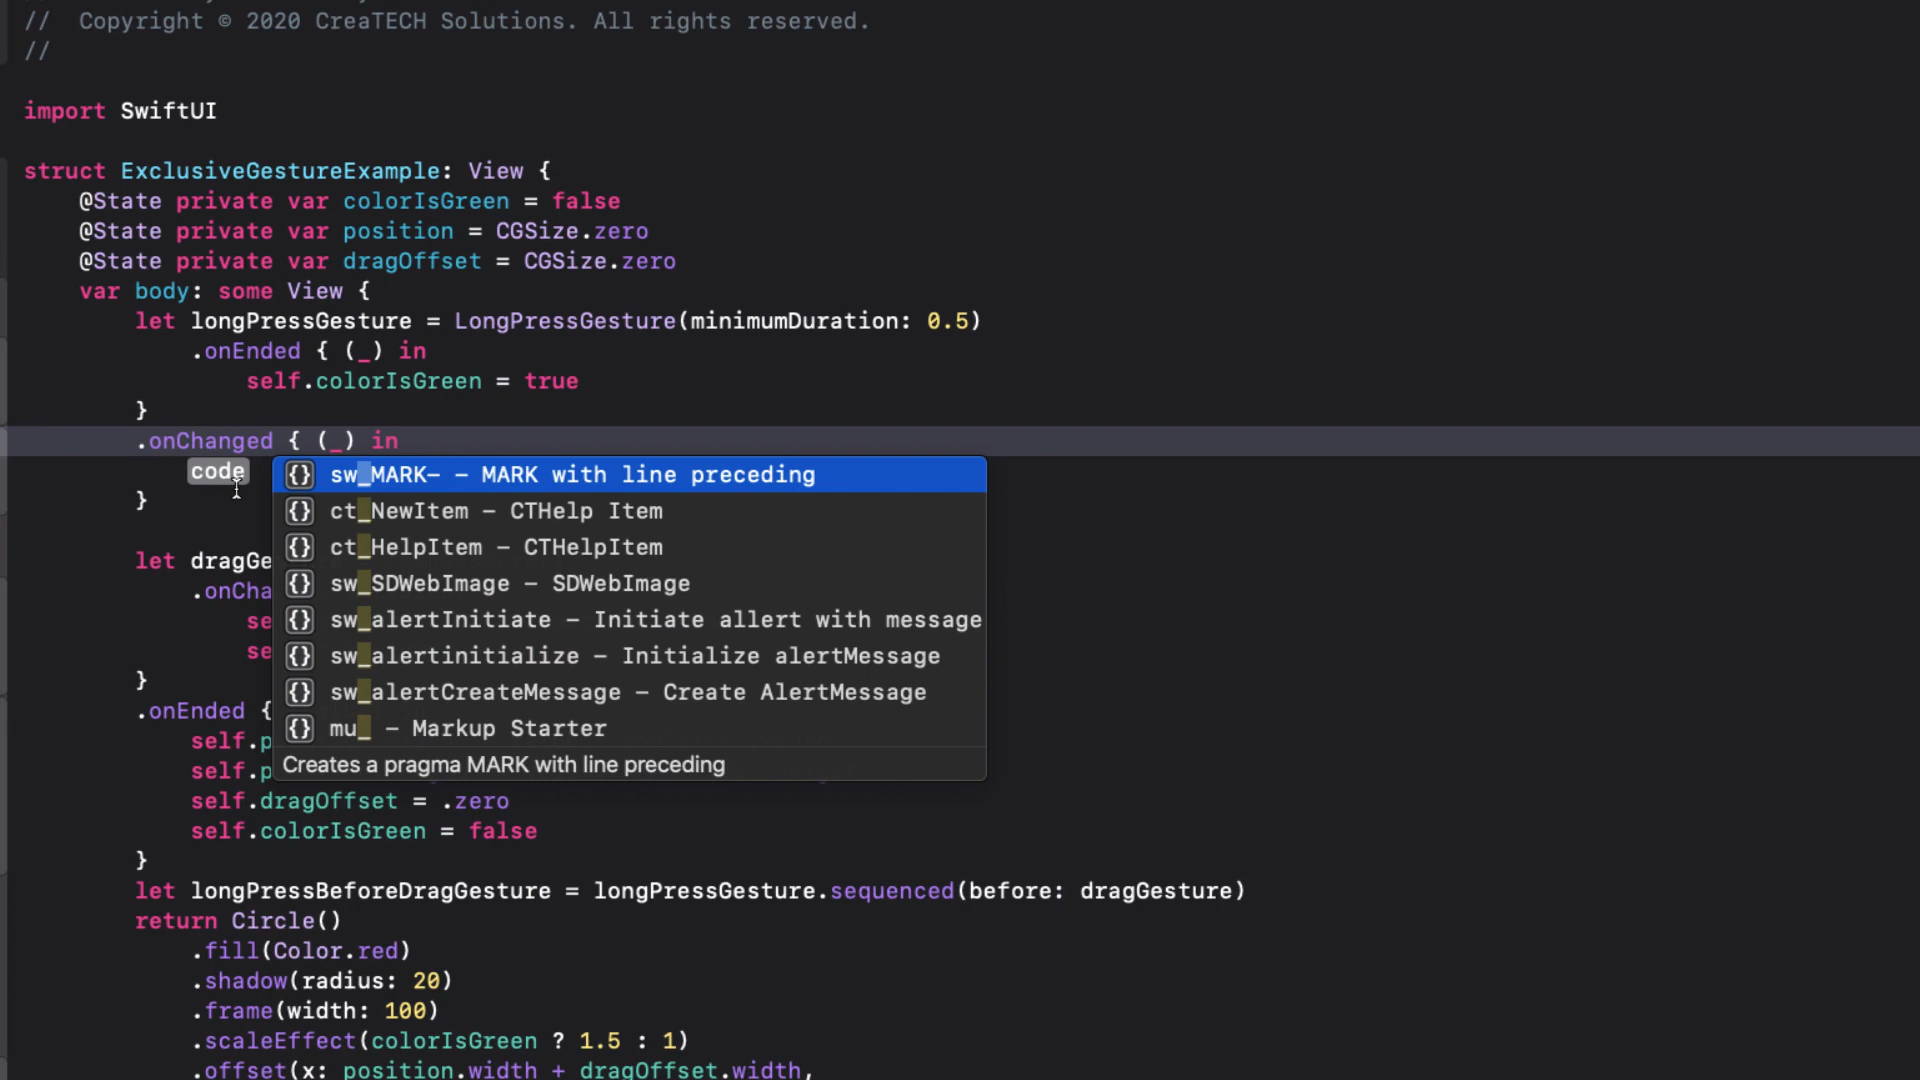 //  Copyright © 2020 CreaTECH Solutions. All rights reserved.
//
import SwiftUI
struct ExclusiveGestureExample: View {
@State private var colorIsGreen = false
@State private var position = CGSize.zero
@State private var dragOffset = CGSize.zero
var body: some View {
let longPressGesture = LongPressGesture(minimumDuration: 0.5)
.onEnded { (_) in
self.colorIsGreen = true
}
.onChanged { (_) in
code
sw_MARK- – MARK with line preceding
}
ct_NewItem – CTHelp Item
ct_HelpItem – CTHelpItem
let dragGe
sw_SDWebImage – SDWebImage
.onCha
sw_alertInitiate – Initiate allert with message
se
sw_alertinitialize – Initialize alertMessage
se
}
sw_alertCreateMessage – Create AlertMessage
.onEnded {
mu_ – Markup Starter
self.p
Creates a pragma MARK with line preceding
self.p
self.dragOffset = .zero
self.colorIsGreen = false
}
let longPressBeforeDragGesture = longPressGesture.sequenced(before: dragGesture)
return Circle()
.fill(Color.red)
.shadow(radius: 20)
.frame(width: 100)
.scaleEffect(colorIsGreen ? 1.5 : 1)
.offset(x: position.width + dragOffset.width,